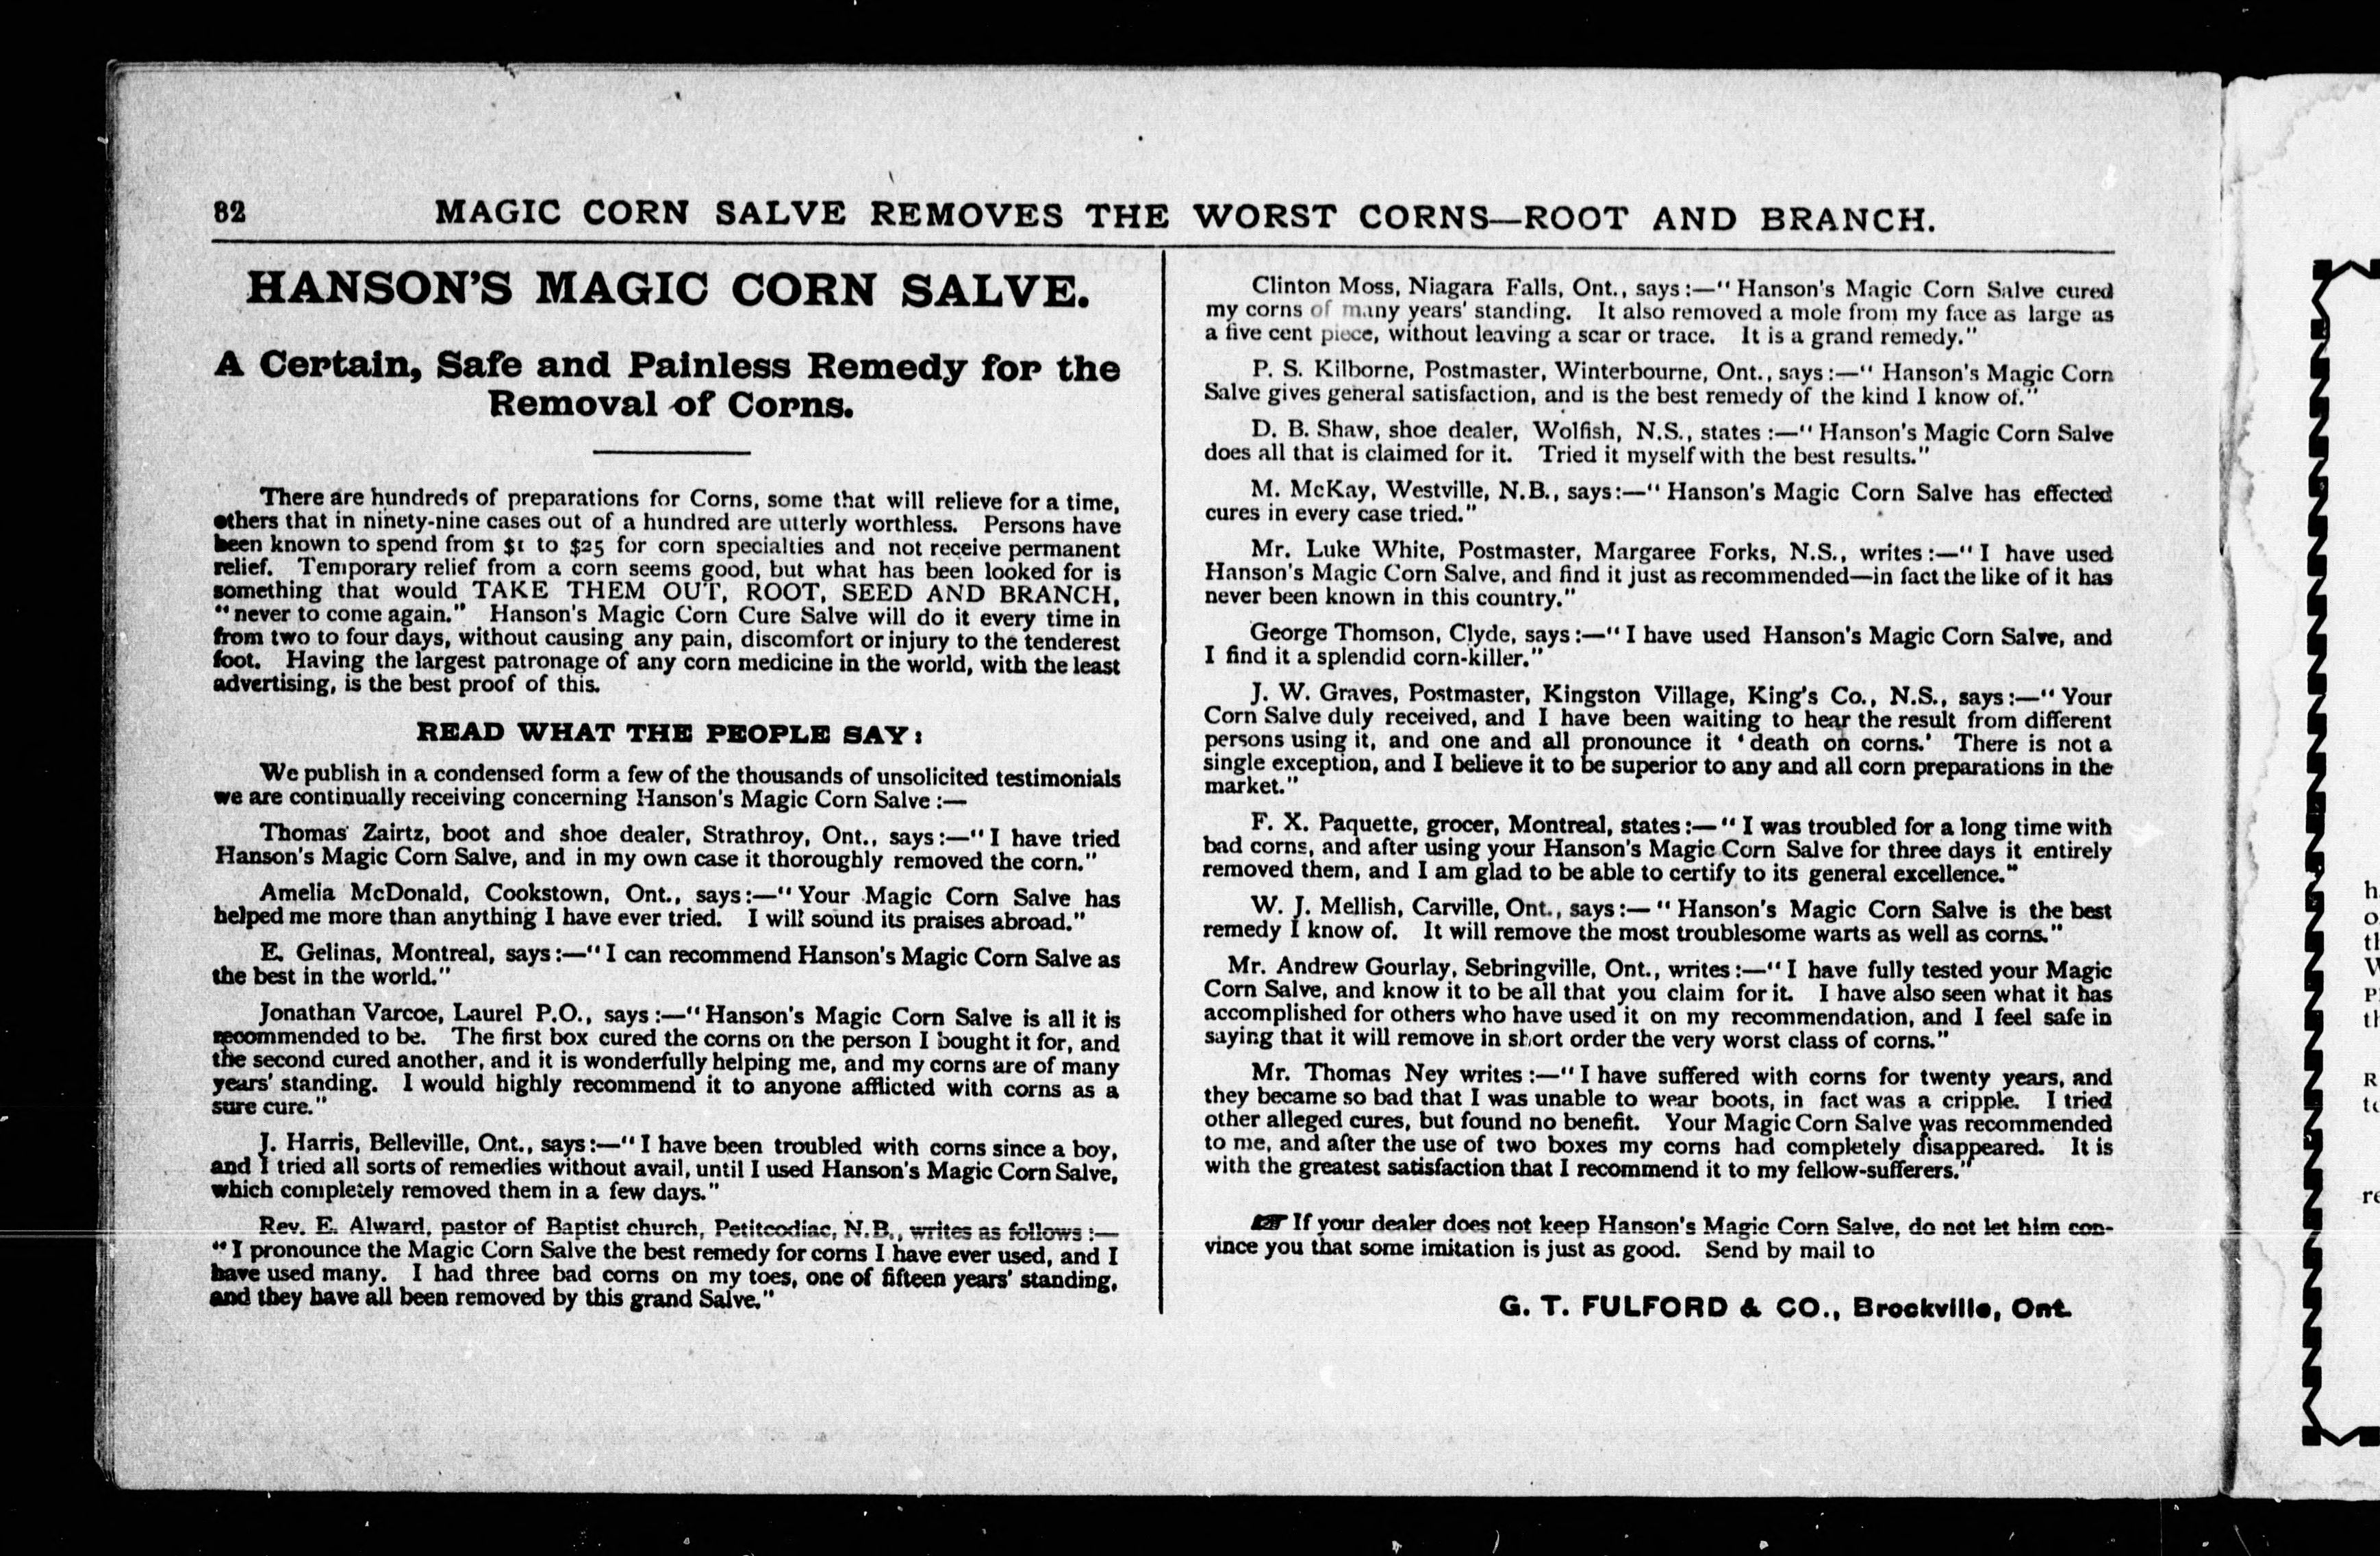 82 MAGIC CORN SALVE REMOVES THE WORST CORNS—ROOT AND BRANCH.
HANSON'S MAGIC CORN SALVE.
A Certain, Safe and Painless Remedy for the
Removal of Corns.
There are hundreds of preparations for Corns, some that will relieve for a time,
others that in ninety-nine cases out of a hundred are utterly worthless. Persons have
been known to spend from $1 to $25 for corn specialties and not receive permanent
relief. Temporary relief from a corn seems good, but what has been looked for is
something that would TAKE THEM OUT, ROOT, SEED AND BRANCH,
"never to come again." Hanson's Magic Corn Cure Salve will do it every time in
from two to four days, without causing any pain, discomfort or injury to the tenderest
foot. Having the largest patronage of any corn medicine in the world, with the least
advertising, is the best proof of this.
READ WHAT THE PEOPLE SAY:
We publish in a condensed form a few of the thousands of unsolicited testimonials
we are continually receiving concerning Hanson's Magic Corn Salve :—
Thomas Zairtz, boot and shoe dealer, Strathroy, Ont., says:—"I have tried
Hanson's Magic Corn Salve, and in my own case it thoroughly removed the corn."
Amelia McDonald, Cookstown, Ont., says:—"Your Magic Corn Salve has
helped me more than anything I have ever tried. I will sound its praises abroad."
E. Gelinas, Montreal, says:—"I can recommend Hanson's Magic Corn Salve as
the best in the world."
Jonathan Varcoe, Laurel P.O., says:—"Hanson's Magic Corn Salve is all it is
recommended to be. The first box cured the corns on the person I bought it for, and
the second cured another, and it is wonderfully helping me, and my corns are of many
years' standing. I would highly recommend it to anyone afflicted with corns as a
sure cure."
J. Harris, Belleville, Ont., says:—"I have been troubled with corns since a boy,
and I tried all sorts of remedies without avail, until I used Hanson's Magic Corn Salve,
which completely removed them in a few days."
Rev. E. Alward, pastor of Baptist church, Petitcodiac, N.B., writes as follows :—
"I pronounce the Magic Corn Salve the best remedy for corns I have ever used, and I
have used many. I had three bad corns on my toes, one of fifteen years' standing,
and they have all been removed by this grand Salve."
Clinton Moss, Niagara Falls, Ont., says:—"Hanson's Magic Corn Salve cured
my corns of many years' standing. It also removed a mole from my face as large as
a five cent piece, without leaving a scar or trace. It is a grand remedy."
P. S. Kilborne, Postmaster, Winterbourne, Ont., says:—"Hanson's Magic Corn
Salve gives general satisfaction, and is the best remedy of the kind I know of."
D. B. Shaw, shoe dealer, Wolfish, N.S., states :—"Hanson's Magic Corn Salve
does all that is claimed for it. Tried it myself with the best results."
M. McKay, Westville, N.B., says:—"Hanson's Magic Corn Salve has effected
cures in every case tried."
Mr. Luke White, Postmaster, Margaree Forks, N.S., writes:—"I have used
Hanson's Magic Corn Salve, and find it just as recommended—in fact the like of it has
never been known in this country."
George Thomson, Clyde, says:—"I have used Hanson's Magic Corn Salve, and
I find it a splendid corn-killer."
J. W. Graves, Postmaster, Kingston Village, King's Co., N.S., says:—"Your
Corn Salve duly received, and I have been waiting to hear the result from different
persons using it, and one and all pronounce it 'death on corns.' There is not a
single exception, and I believe it to be superior to any and all corn preparations in the
market."
F. X. Paquette, grocer, Montreal, states:—"I was troubled for a long time with
bad corns, and after using your Hanson's Magic Corn Salve for three days it entirely
removed them, and I am glad to be able to certify to its general excellence."
W. J. Mellish, Carville, Ont., says:—"Hanson's Magic Corn Salve is the best
remedy I know of. It will remove the most troublesome warts as well as corns."
Mr. Andrew Gourlay, Sebringville, Ont., writes:—"I have fully tested your Magic
Corn Salve, and know it to be all that you claim for it. I have also seen what it has
accomplished for others who have used it on my recommendation, and I feel safe in
saying that it will remove in short order the very worst class of corns."
Mr. Thomas Ney writes:—"I have suffered with corns for twenty years, and
they became so bad that I was unable to wear boots, in fact was a cripple. I tried
other alleged cures, but found no benefit. Your Magic Corn Salve was recommended
to me, and after the use of two boxes my corns had completely disappeared. It is
with the greatest satisfaction that I recommend it to my fellow-sufferers."
☞ If your dealer does not keep Hanson's Magic Corn Salve, do not let him con-
vince you that some imitation is just as good. Send by mail to
G. T. FULFORD & CO., Brockville, Ont.